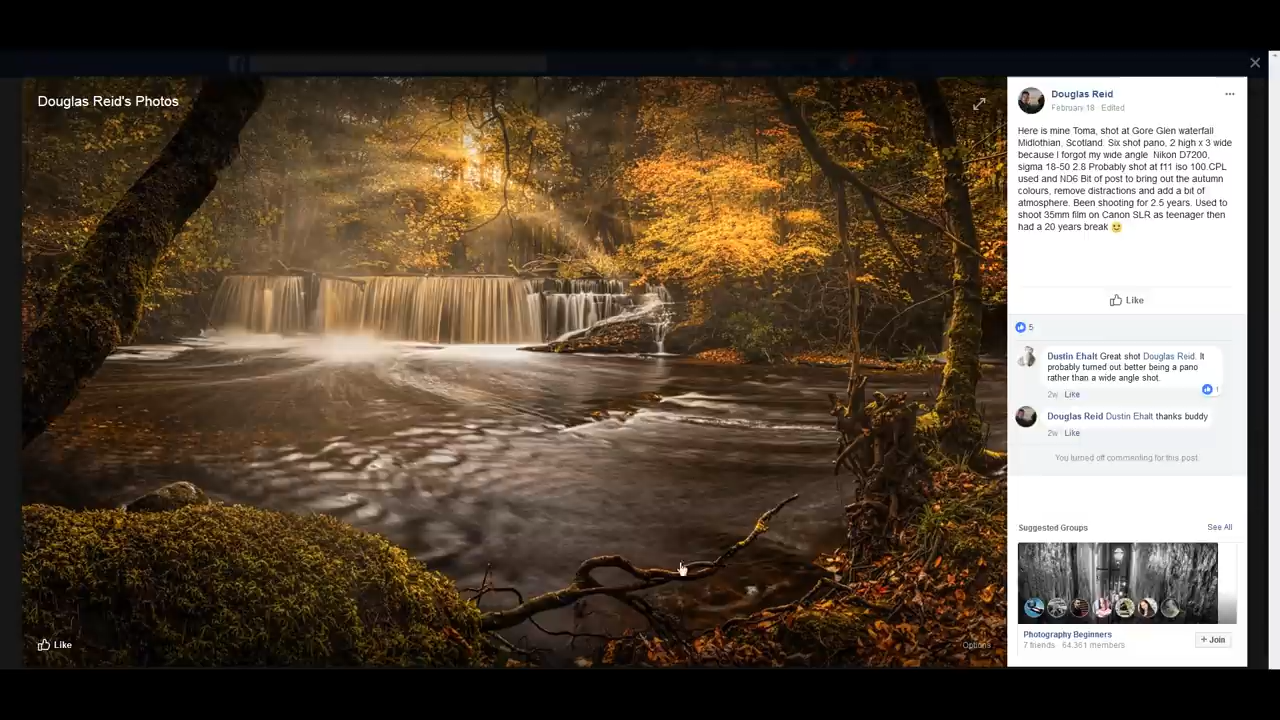 Douglas Reid's Photos
Douglas Reid
February 18 · Edited
Here is mine Toma, shot at Gore Glen waterfall
Midlothian, Scotland. Six shot pano, 2 high x 3 wide
because I forgot my wide angle Nikon D7200,
sigma 18-50 2.8 Probably shot at f11 iso 100.CPL
used and ND6 Bit of post to bring out the autumn
colours, remove distractions and add a bit of
atmosphere. Been shooting for 2.5 years. Used to
shoot 35mm film on Canon SLR as teenager then
had a 20 years break
Like
5
Dustin Ehalt Great shot Douglas Reid. It
probably turned out better being a pano
rather than a wide angle shot.
1
2w · Like
Douglas Reid Dustin Ehalt thanks buddy
2w · Like
You turned off commenting for this post.
Suggested Groups
See All
Photography Beginners
7 friends · 64,361 members
+ Join
Like
Options